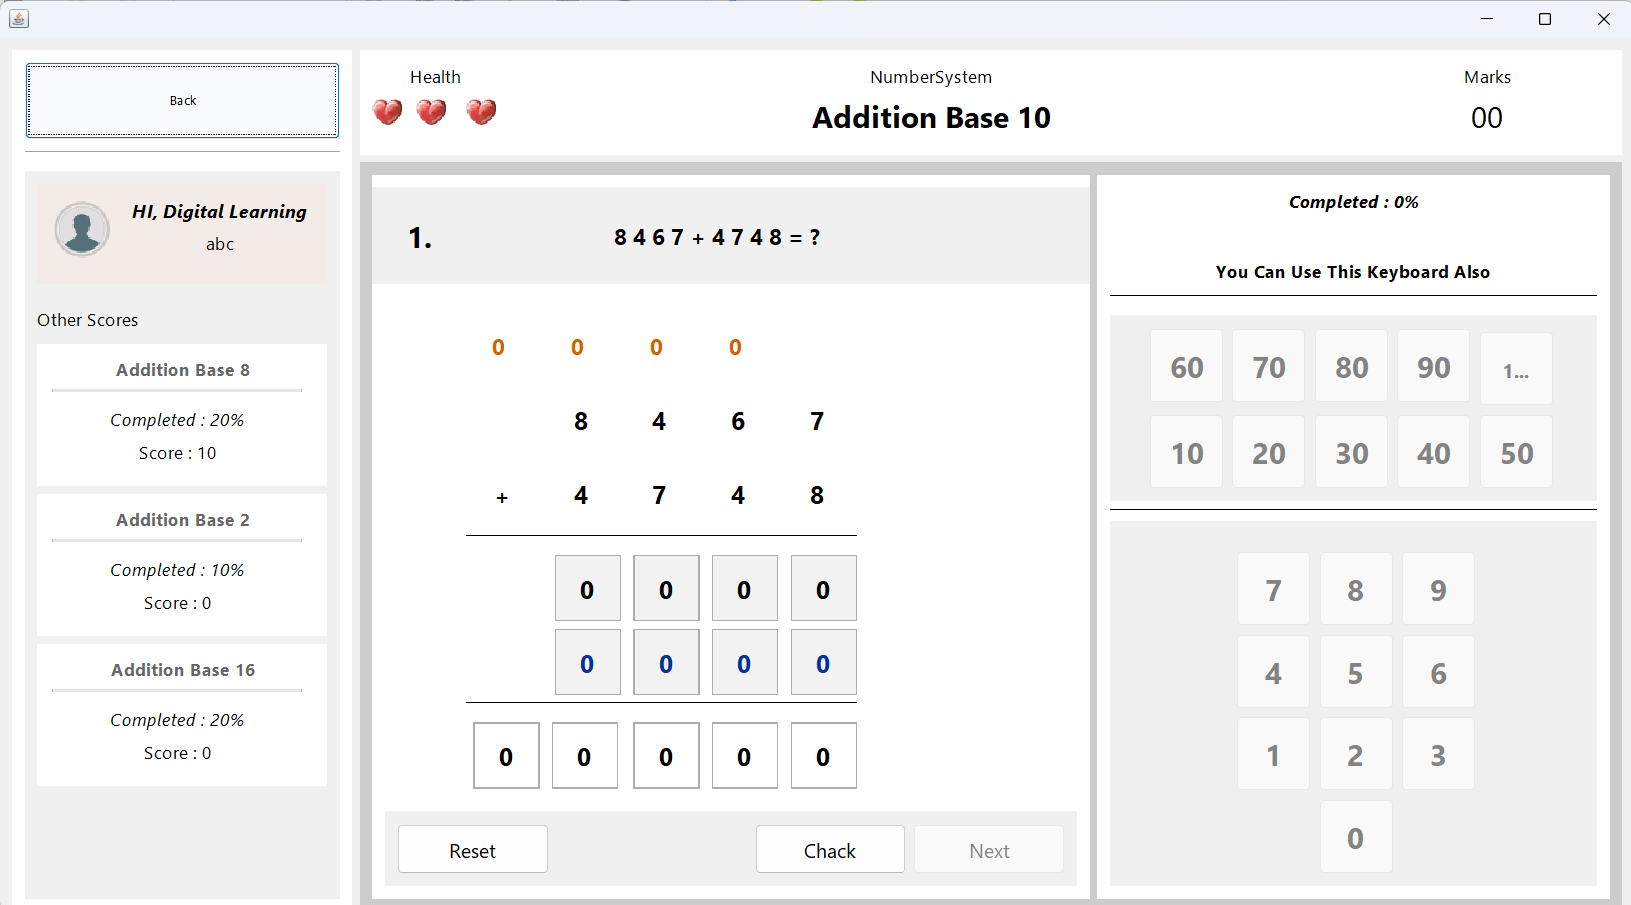 Back
HI, Digital Learning
abc
Other Scores
Addition Base 8
Completed : 20%
Score : 10
Addition Base 2
Completed : 10%
Score : 0
Addition Base 16
Completed : 20%
Score : 0
Health
NumberSystem
Addition Base 10
Marks
00
1.
8 4 6 7 + 4 7 4 8 = ?
0 0 0 0
8 4 6 7
+ 4 7 4 8
0 0 0 0
0 0 0 0
0 0 0 0 0
Reset
Chack
Next
Completed : 0%
You Can Use This Keyboard Also
60 70 80 90 1...
10 20 30 40 50
7 8 9
4 5 6
1 2 3
0